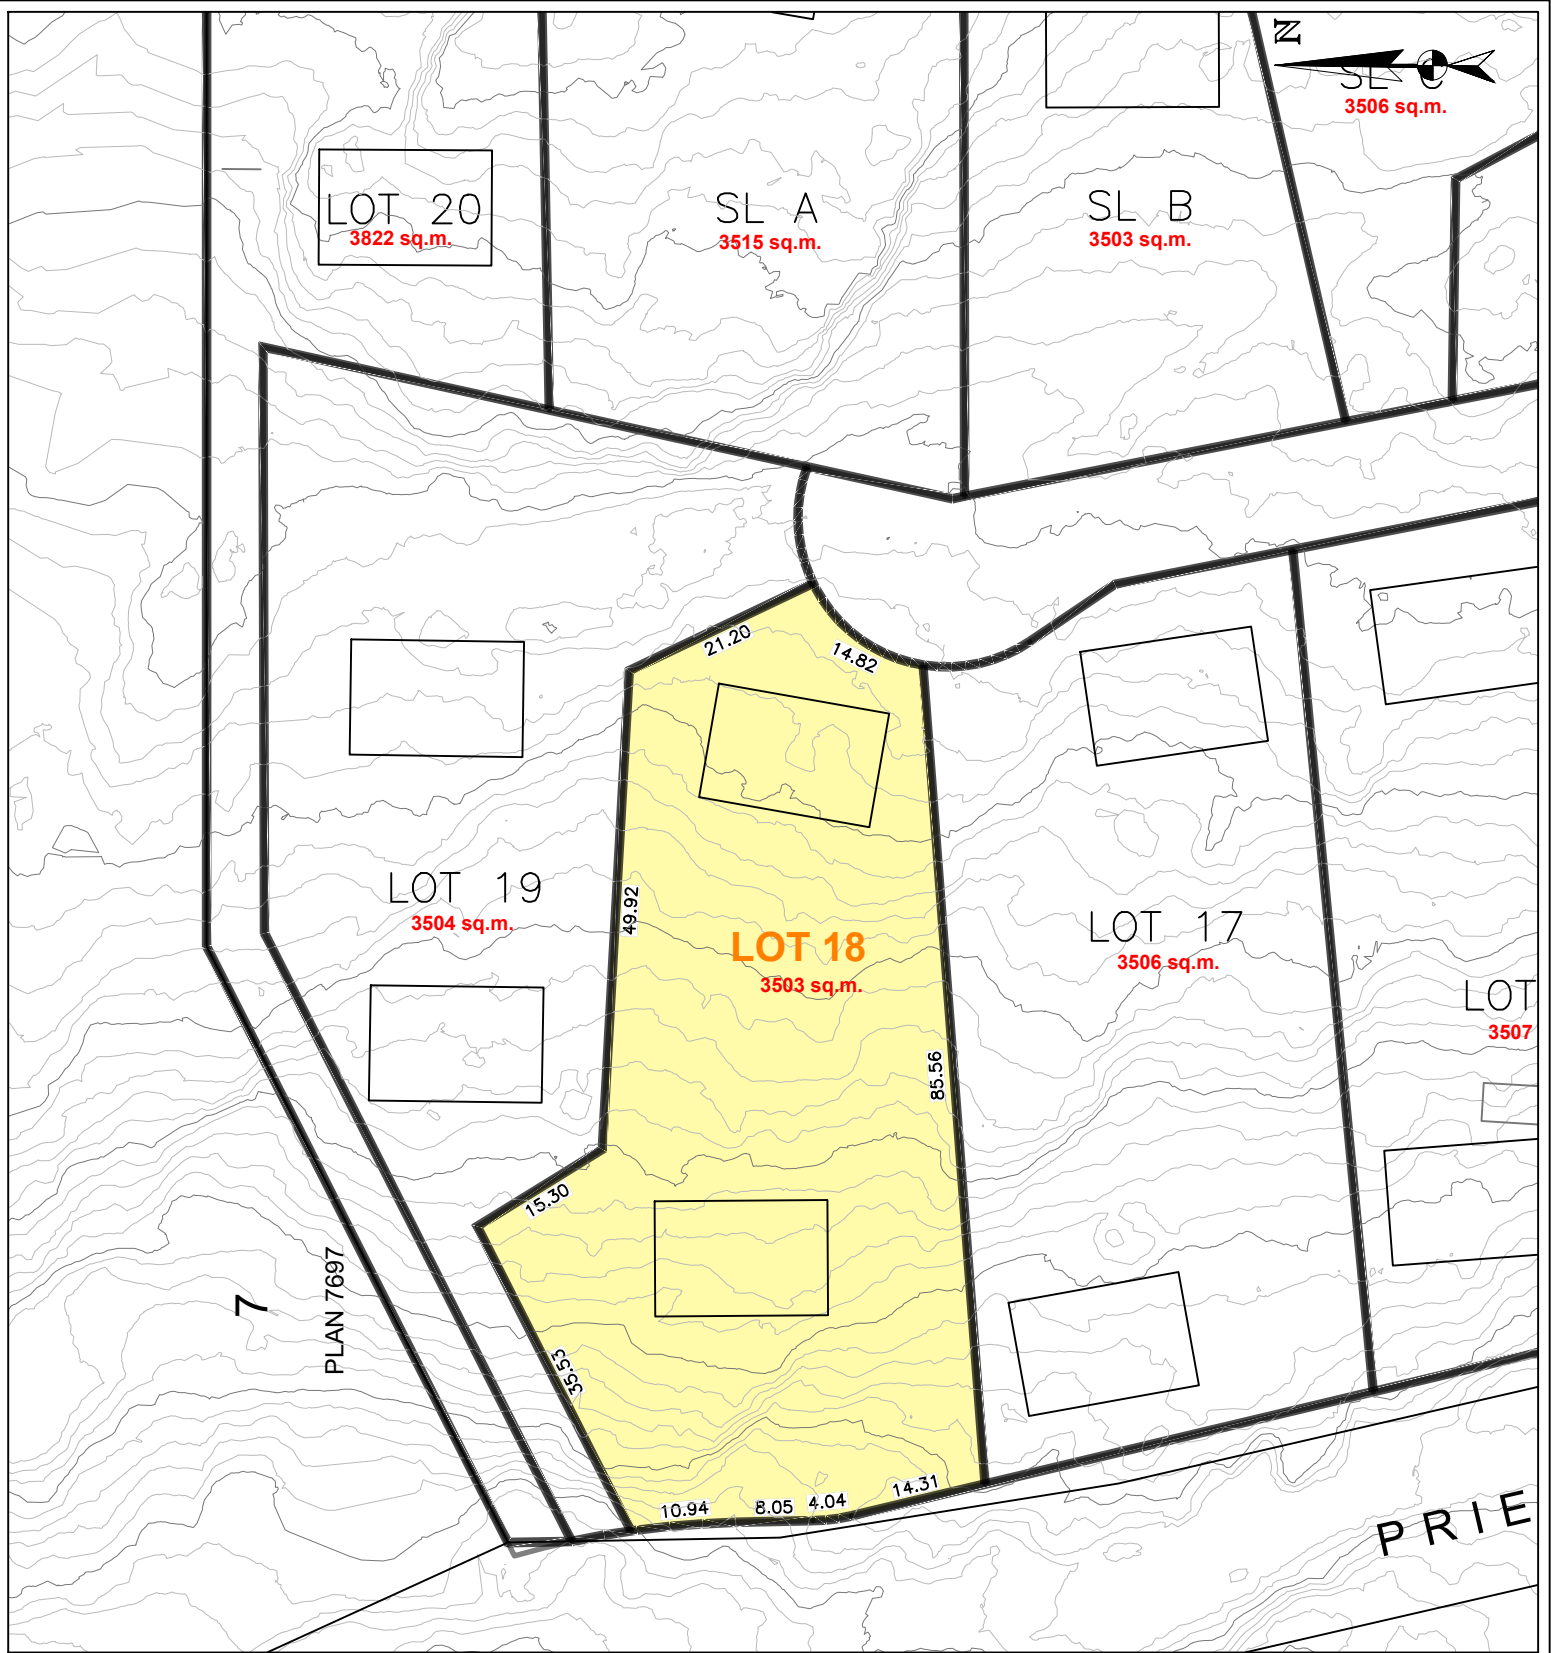 N
SL C
3506 sq.m.
LOT 20
3822 sq.m.
SL A
3515 sq.m.
SL B
3503 sq.m.
21.20
14.82
LOT 19
3504 sq.m.
49.92
LOT 18
3503 sq.m.
LOT 17
3506 sq.m.
LOT
3507
85.56
15.30
7
PLAN 7697
35.53
10.94
8.05
4.04
14.31
PRIE